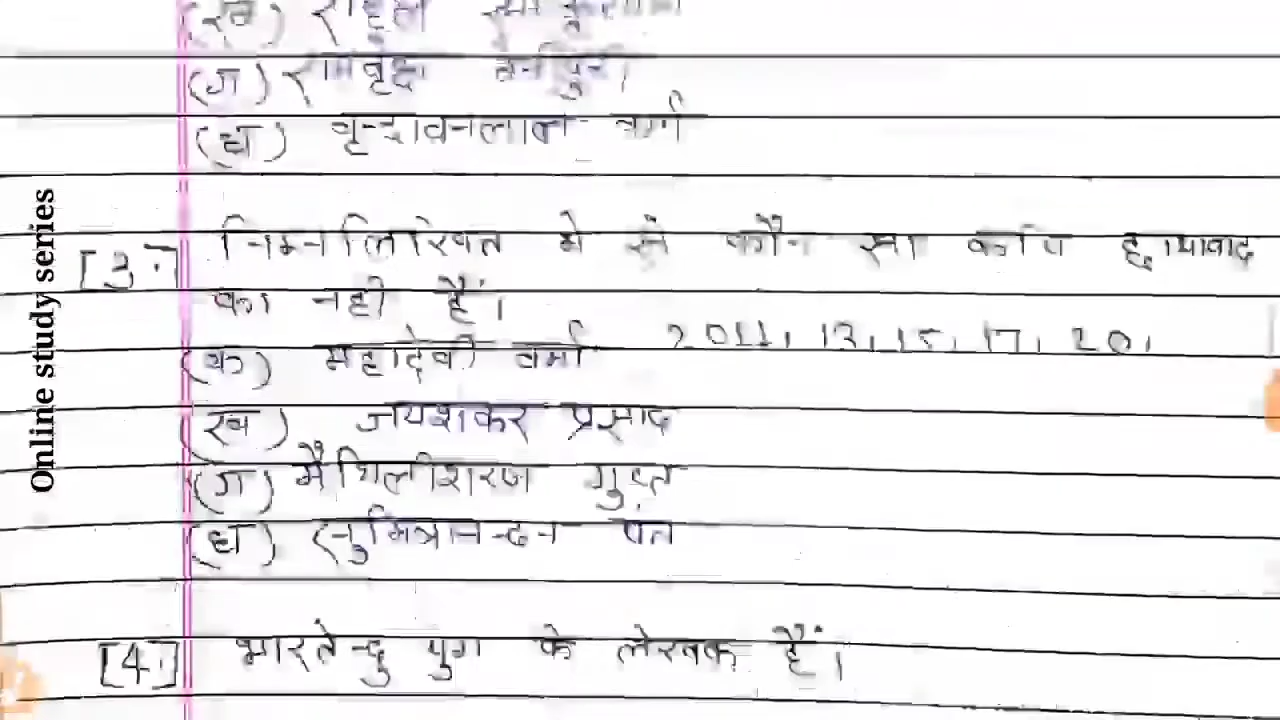 (ख) राहुल सांकृत्यायन
(ग) रामवृक्ष बेनीपुरी
(घ) वृन्दावनलाल वर्मा
[3.] निम्नलिखित मे से कौन सा कवि छायावाद
का नही हैं।
(क) महादेवी वर्मा 2011, 13, 15, 17, 20,
(ख) जयशंकर प्रसाद
(ग) मैथिलीशरण गुप्त
(घ) सुमित्रानन्दन पंत
[4.] भारतेन्दु युग के लेखक हैं।
Online study series